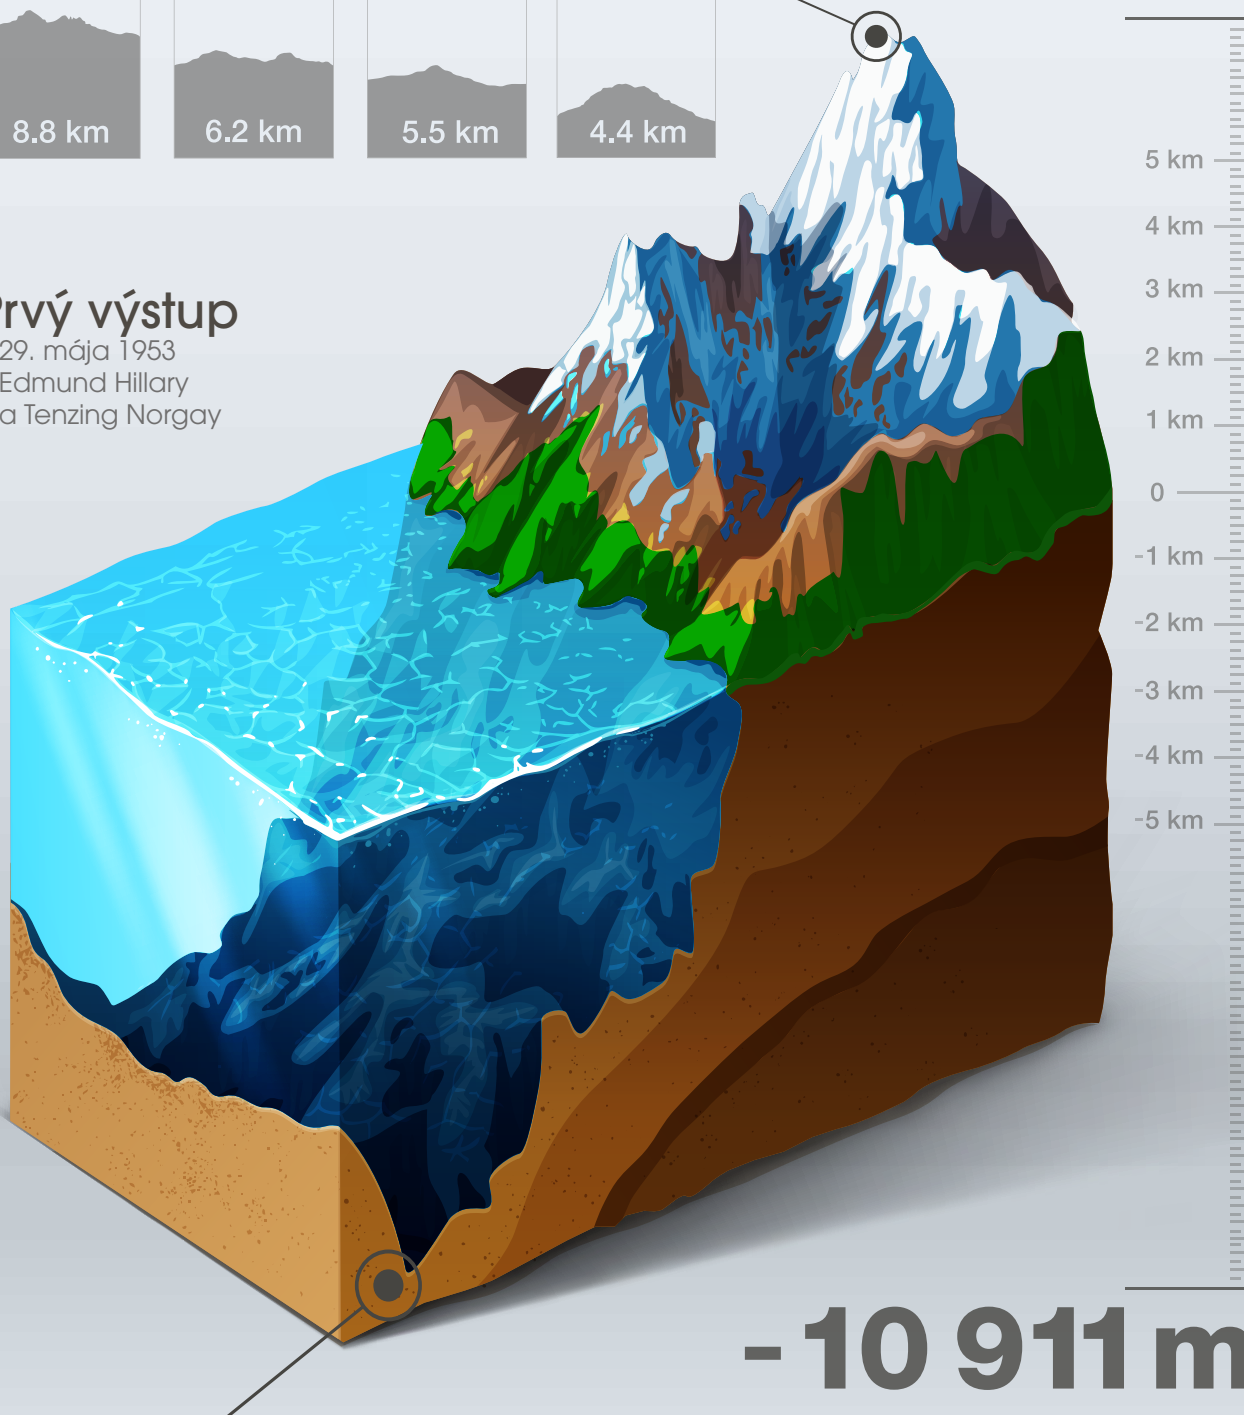 8.8 km
6.2 km
5.5 km
4.4 km
Prvý výstup
29. mája 1953
Edmund Hillary
a Tenzing Norgay
5 km
4 km
3 km
2 km
1 km
0
-1 km
-2 km
-3 km
-4 km
-5 km
-10 911 m